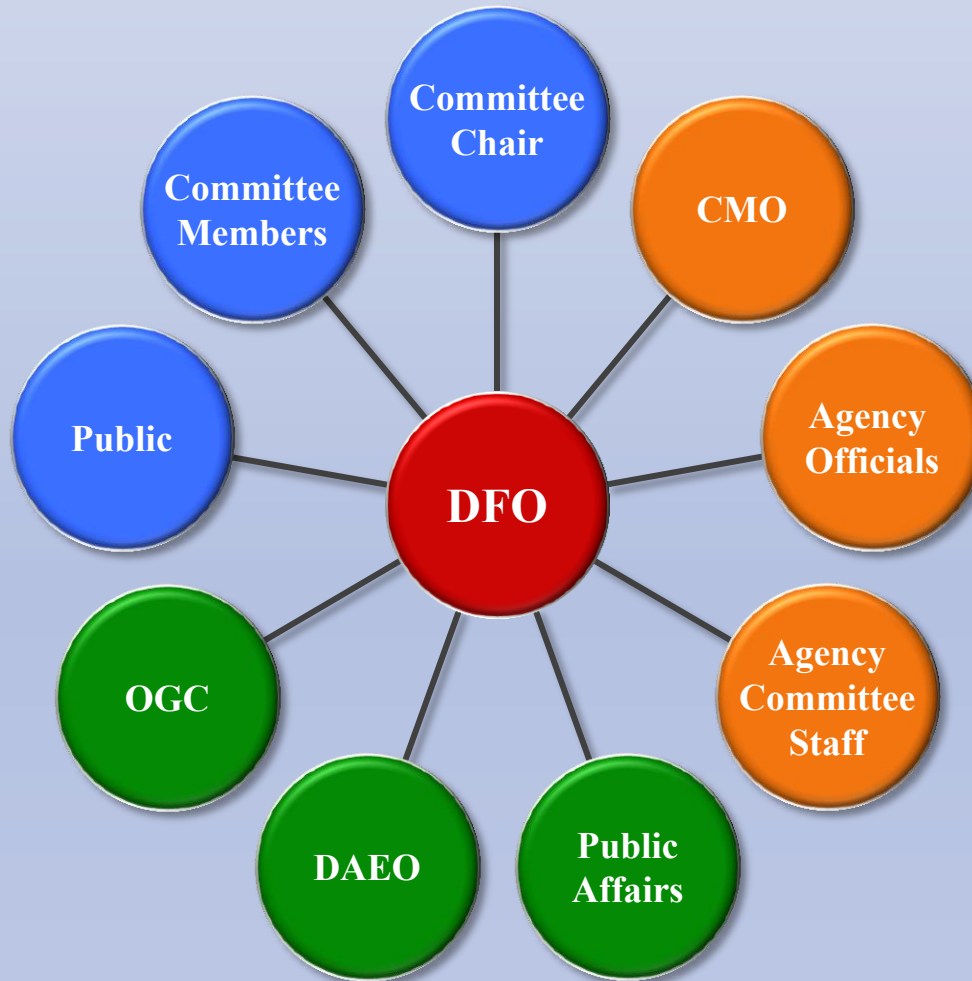 Committee
Chair
CMO
Agency
Officials
Agency
Committee
Staff
Public
Affairs
DAEO
OGC
Public
Committee
Members
DFO